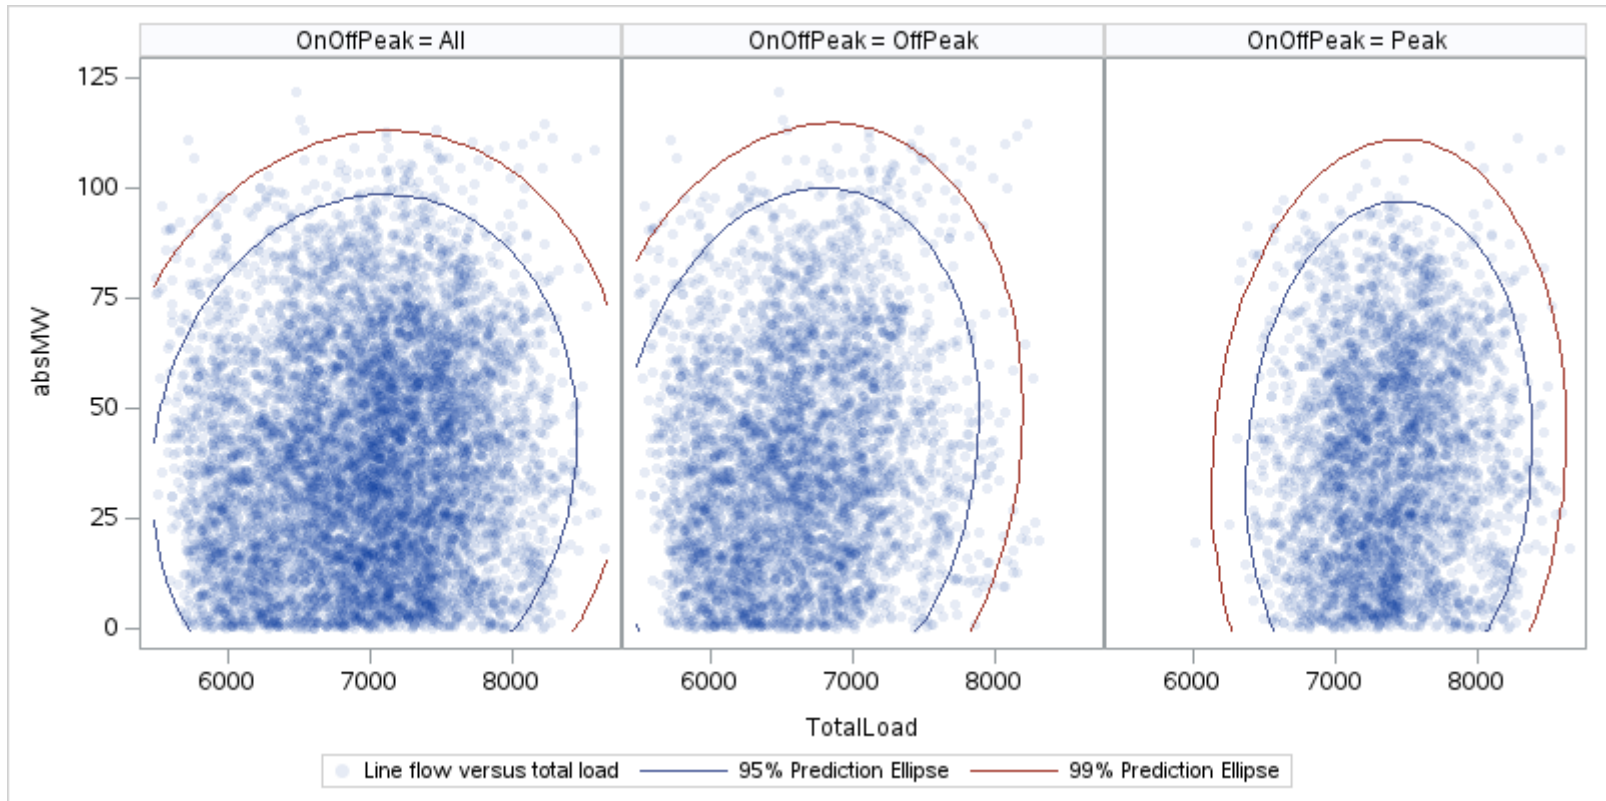 OnOffPeak = All
OnOffPeak = OffPeak
OnOffPeak = Peak
125
100
75
50
25
0
absMW
6000 7000 8000
6000 7000 8000
6000 7000 8000
TotalLoad
Line flow versus total load
95% Prediction Ellipse
99% Prediction Ellipse